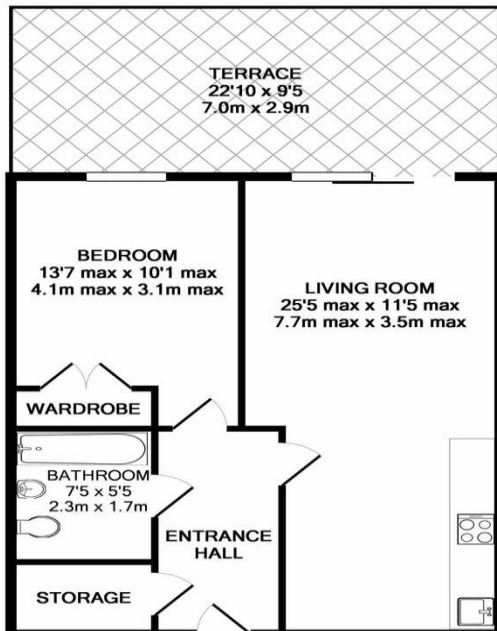 TERRACE
22'10 x 9'5
7.0m x 2.9m
BEDROOM
13'7 max x 10'1 max
4.1m max x 3.1m max
LIVING ROOM
25'5 max x 11'5 max
7.7m max x 3.5m max
WARDROBE
BATHROOM
7'5 x 5'5
2.3m x 1.7m
ENTRANCE
HALL
STORAGE